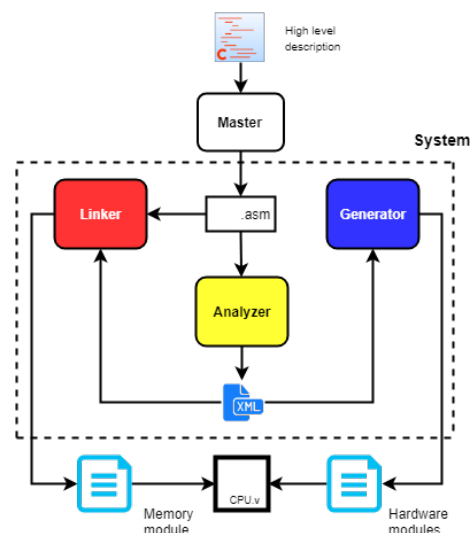 High level
description
C
Master
System
Linker
.asm
Generator
Analyzer
XML
CPU.v
Memory
module
Hardware
modules